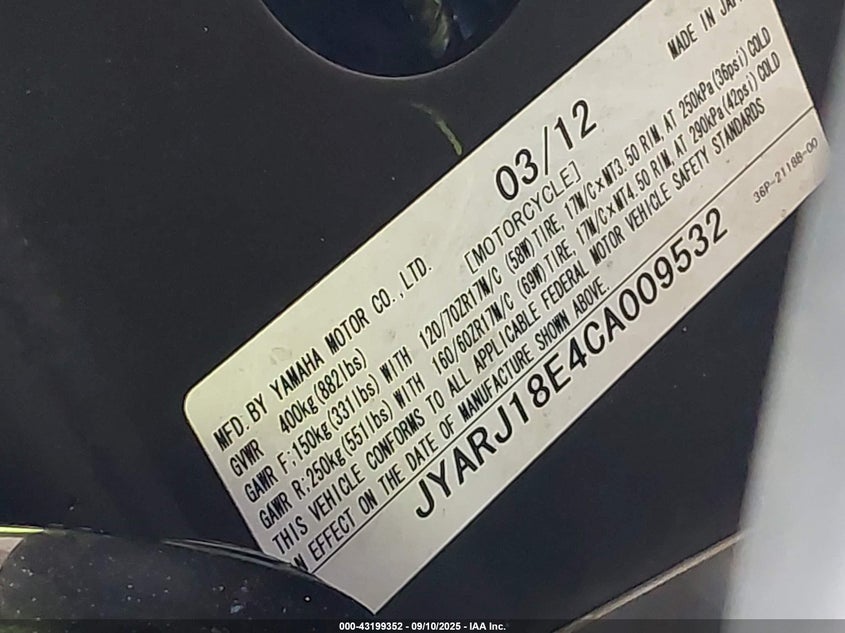 MFD. BY YAMAHA MOTOR CO., LTD. 03/12 MADE IN
GVWR 400kg(882lbs) [MOTORCYCLE]
GAWR F;150kg(331lbs) WITH 120/70ZR17M/C (58W)TIRE, 17M/C×MT3.50 RIM, AT 250kPa(36psi)COLD
GAWR R;250kg(551lbs) WITH 160/60ZR17M/C (69W)TIRE, 17M/C×MT4.50 RIM, AT 290kPa(42psi)COLD
THIS VEHICLE CONFORMS TO ALL APPLICABLE FEDERAL MOTOR VEHICLE SAFETY STANDARDS
N EFFECT ON THE DATE OF MANUFACTURE SHOWN ABOVE.
JYARJ18E4CA009532 36P-2118B-00
000-43199352 - 09/10/2025 - IAA Inc.